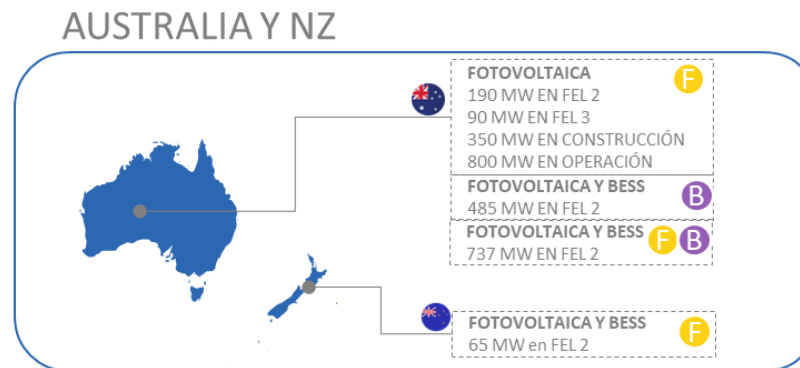 AUSTRALIA Y NZ
FOTOVOLTAICA
F
190 MW EN FEL 2
90 MW EN FEL 3
350 MW EN CONSTRUCCIÓN
800 MW EN OPERACIÓN
FOTOVOLTAICA Y BESS
B
485 MW EN FEL 2
FOTOVOLTAICA Y BESS
F B
737 MW EN FEL 2
FOTOVOLTAICA Y BESS
F
65 MW en FEL 2